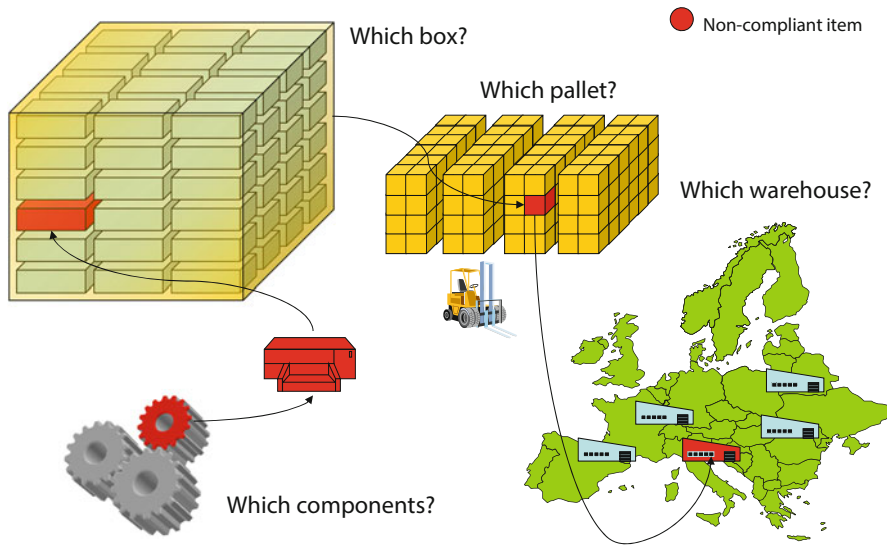 Which box?
Non-compliant item
Which pallet?
Which warehouse?
Which components?